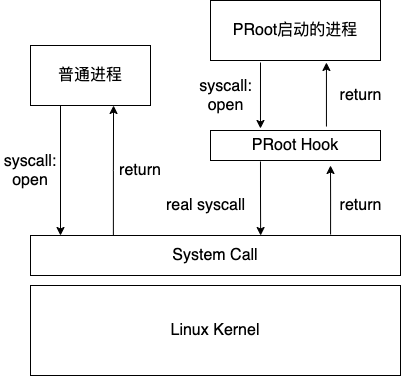 普通进程
syscall:
open
return
PRoot启动的进程
syscall:
open
return
PRoot Hook
real syscall
return
System Call
Linux Kernel